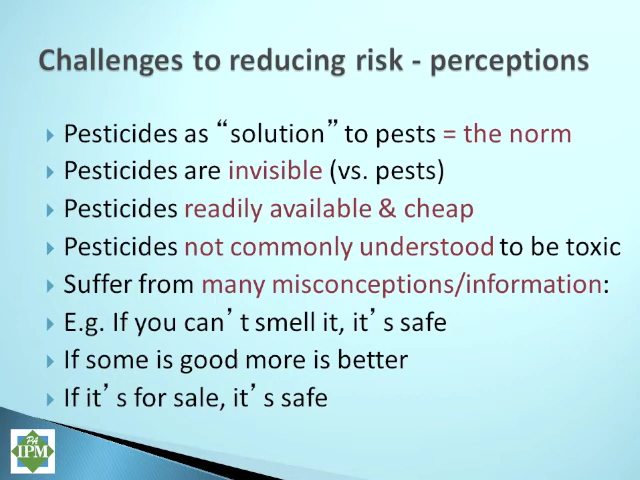 Challenges to reducing risk - perceptions
Pesticides as “solution” to pests = the norm
Pesticides are invisible (vs. pests)
Pesticides readily available & cheap
Pesticides not commonly understood to be toxic
Suffer from many misconceptions/information:
E.g. If you can’t smell it, it’s safe
If some is good more is better
If it’s for sale, it’s safe
PA
IPM